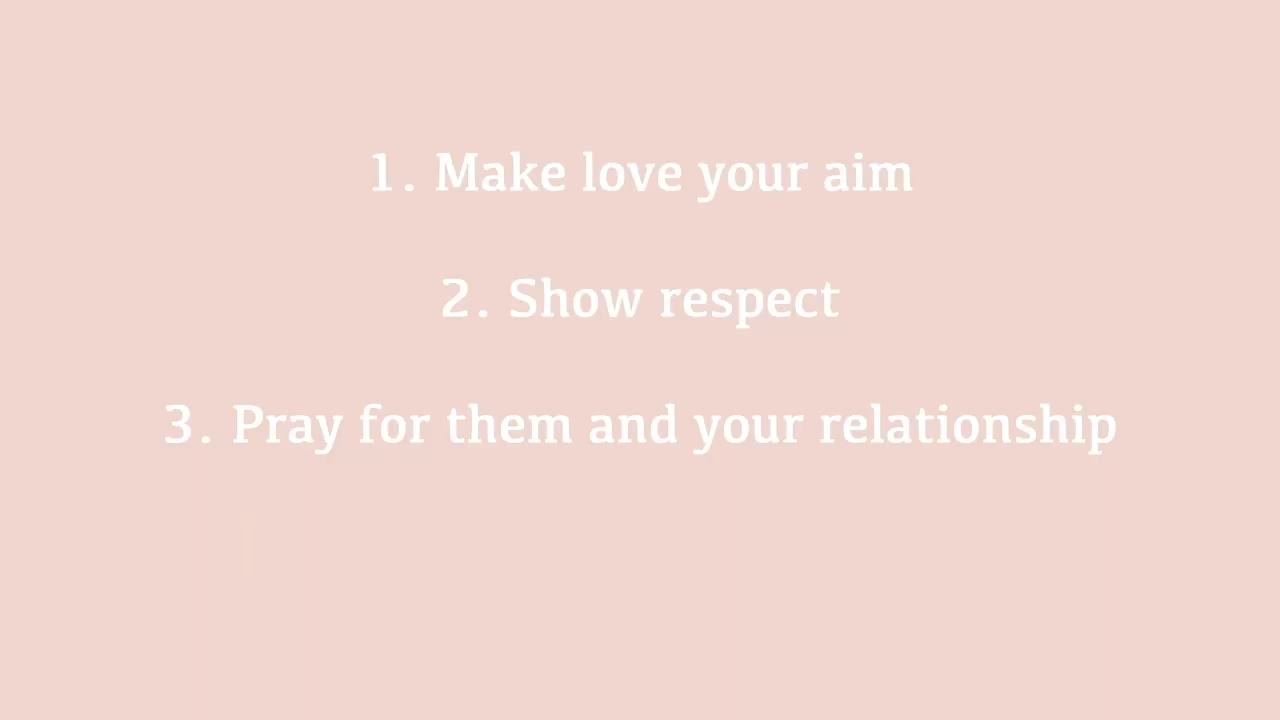 1. Make love your aim
2. Show respect
3. Pray for them and your relationship